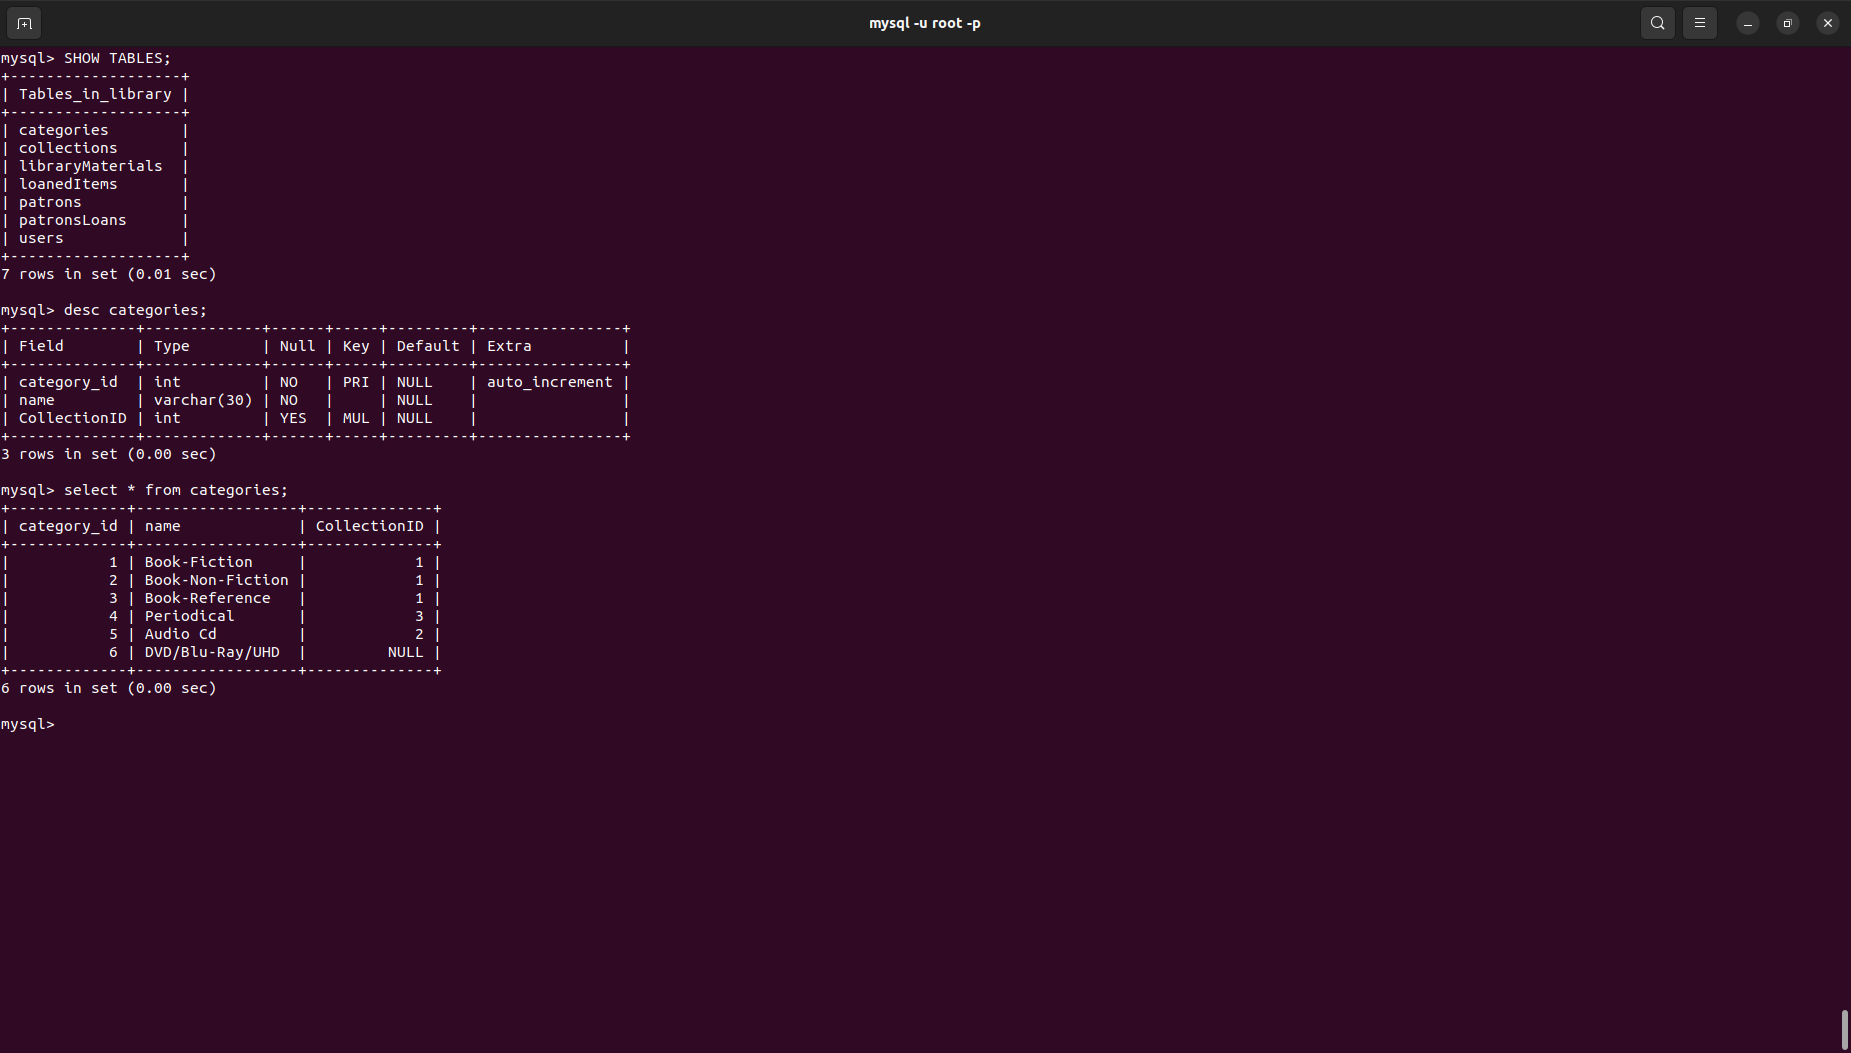 mysql -u root -p
mysql> SHOW TABLES;
+-------------------+
| Tables_in_library |
+-------------------+
| categories        |
| collections       |
| libraryMaterials  |
| loanedItems       |
| patrons           |
| patronsLoans      |
| users             |
+-------------------+
7 rows in set (0.01 sec)
mysql> desc categories;
+--------------+-------------+------+-----+---------+----------------+
| Field        | Type        | Null | Key | Default | Extra          |
+--------------+-------------+------+-----+---------+----------------+
| category_id  | int         | NO   | PRI | NULL    | auto_increment |
| name         | varchar(30) | NO   |     | NULL    |                |
| CollectionID | int         | YES  | MUL | NULL    |                |
+--------------+-------------+------+-----+---------+----------------+
3 rows in set (0.00 sec)
mysql> select * from categories;
+-------------+------------------+--------------+
| category_id | name             | CollectionID |
+-------------+------------------+--------------+
|           1 | Book-Fiction     |            1 |
|           2 | Book-Non-Fiction |            1 |
|           3 | Book-Reference   |            1 |
|           4 | Periodical       |            3 |
|           5 | Audio Cd         |            2 |
|           6 | DVD/Blu-Ray/UHD  |         NULL |
+-------------+------------------+--------------+
6 rows in set (0.00 sec)
mysql>